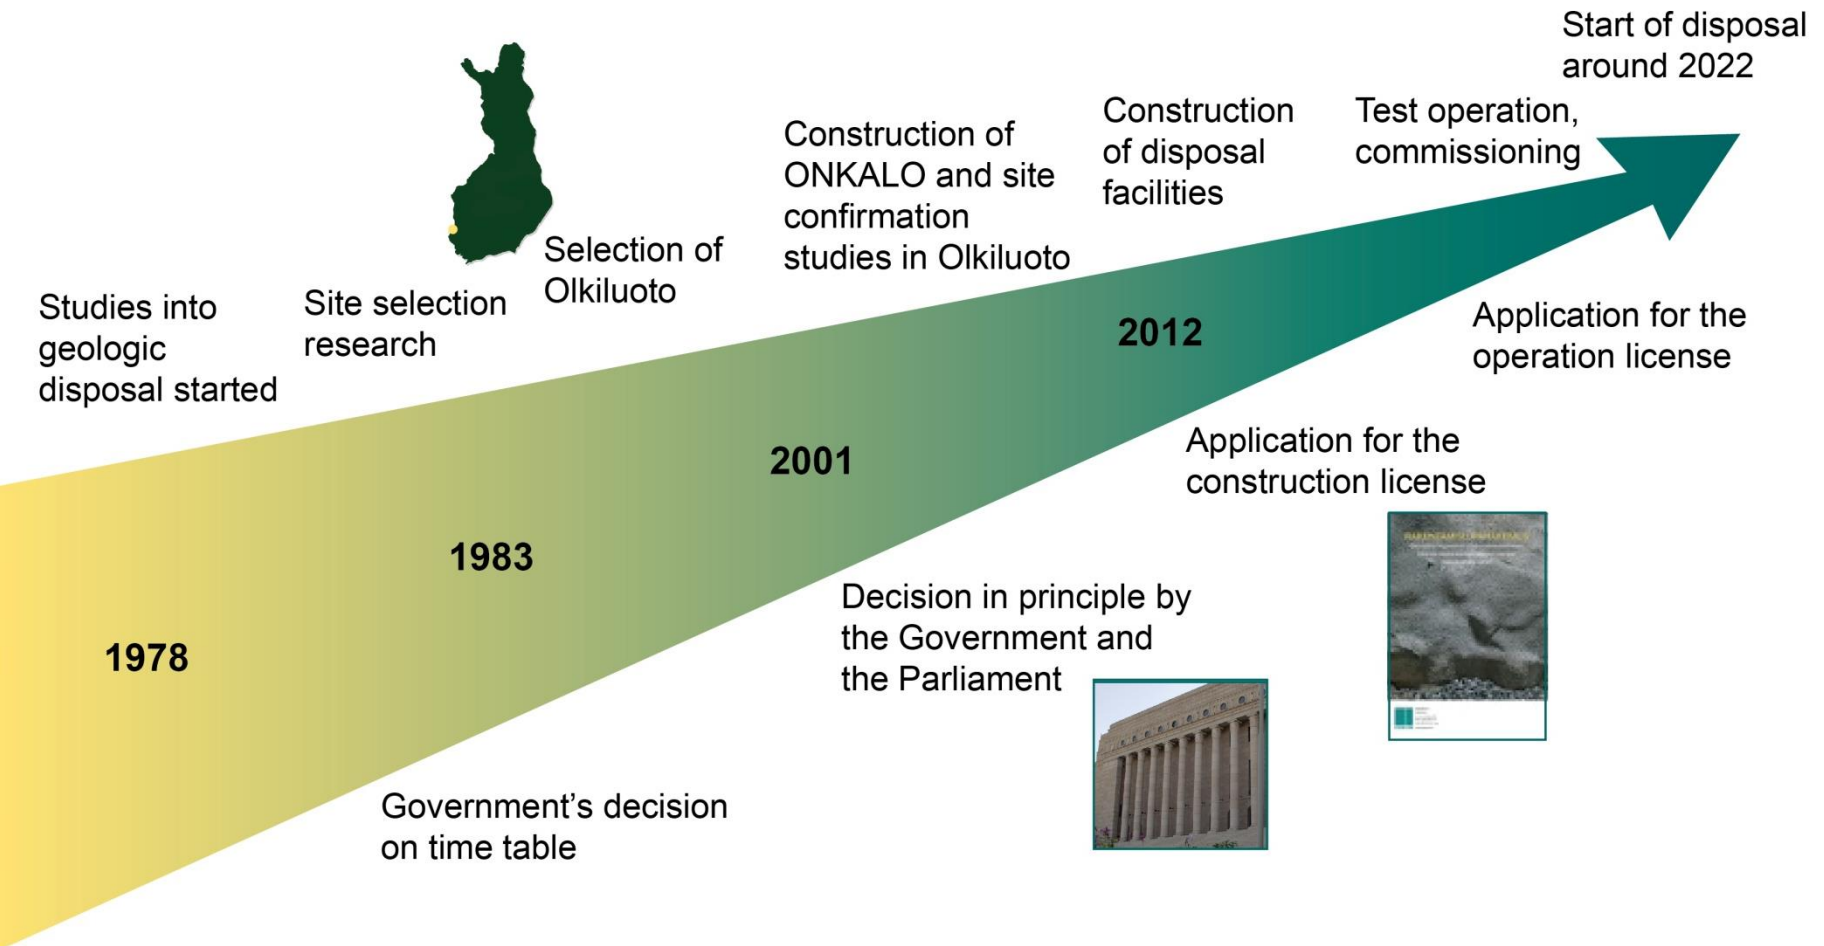 Start of disposal
around 2022
Construction
of disposal
facilities
Test operation,
commissioning
Construction of
ONKALO and site
confirmation
studies in Olkiluoto
Selection of
Olkiluoto
Site selection
research
Studies into
geologic
disposal started
2012
2001
1983
1978
Application for the
operation license
Application for the
construction license
Decision in principle by
the Government and
the Parliament
Government’s decision
on time table